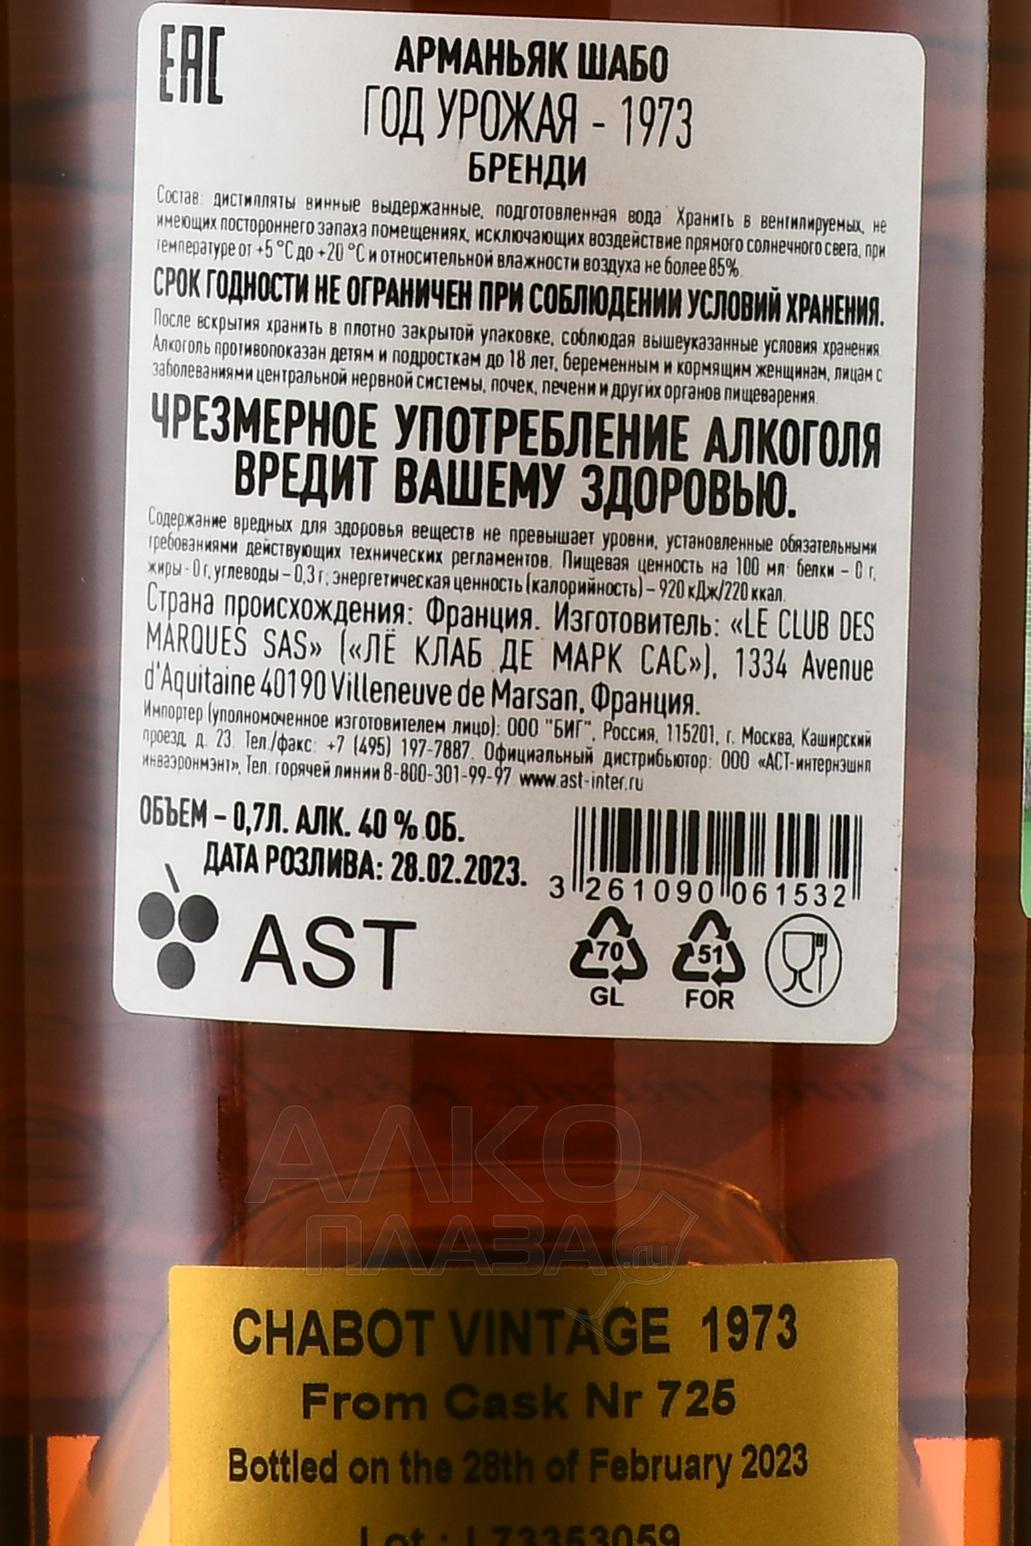 EAC
АРМАНЬЯК ШАБО
ГОД УРОЖАЯ - 1973
БРЕНДИ
Состав: дистилляты винные выдержанные, подготовленная вода. Хранить в вентилируемых, не
имеющих постороннего запаха помещениях, исключающих воздействие прямого солнечного света, при
температуре от +5 °С до +20 °С и относительной влажности воздуха не более 85%.
СРОК ГОДНОСТИ НЕ ОГРАНИЧЕН ПРИ СОБЛЮДЕНИИ УСЛОВИЙ ХРАНЕНИЯ.
После вскрытия хранить в плотно закрытой упаковке, соблюдая вышеуказанные условия хранения.
Алкоголь противопоказан детям и подросткам до 18 лет, беременным и кормящим женщинам, лицам с
заболеваниями центральной нервной системы, почек, печени и других органов пищеварения.
ЧРЕЗМЕРНОЕ УПОТРЕБЛЕНИЕ АЛКОГОЛЯ
ВРЕДИТ ВАШЕМУ ЗДОРОВЬЮ.
Содержание вредных для здоровья веществ не превышает уровни, установленные обязательными
требованиями действующих технических регламентов. Пищевая ценность на 100 мл: белки – 0 г,
жиры - 0 г, углеводы – 0,3 г; энергетическая ценность (калорийность) – 920 кДж/220 ккал.
Страна происхождения: Франция. Изготовитель: «LE CLUB DES
MARQUES SAS» («ЛЁ КЛАБ ДЕ МАРК САС»), 1334 Avenue
d'Aquitaine 40190 Villeneuve de Marsan, Франция.
Импортер (уполномоченное изготовителем лицо): ООО "БИГ", Россия, 115201, г. Москва, Каширский
проезд, д. 23. Тел./факс: +7 (495) 197-7887. Официальный дистрибьютор: ООО «АСТ-интернэшнл
инваэронмэнт», Тел. горячей линии 8-800-301-99-97 www.ast-inter.ru
ОБЪЕМ – 0,7Л. АЛК. 40 % ОБ.
ДАТА РОЗЛИВА: 28.02.2023.
3 261090 061532
AST
70 51
GL FOR
АЛКО
ПЛАЗА.ru
CHABOT VINTAGE 1973
From Cask Nr 725
Bottled on the 28th of February 2023
Lot : L73353059